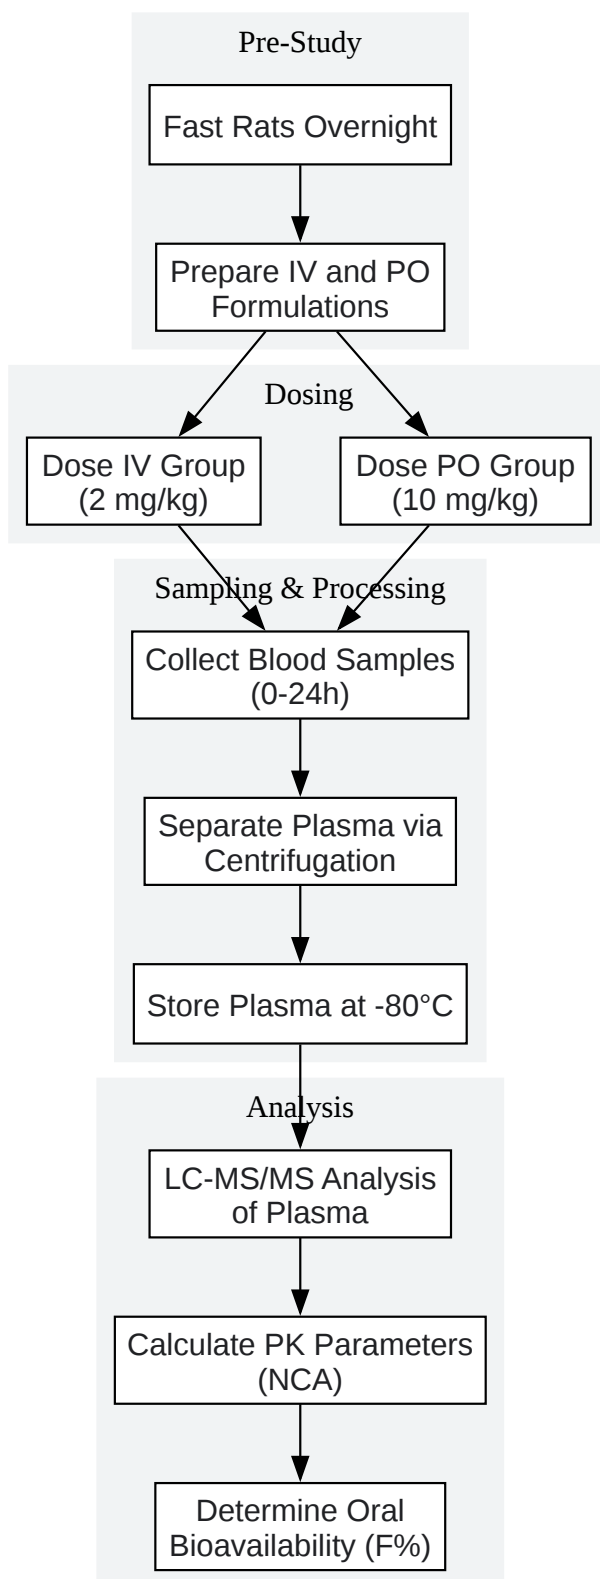 Pre-Study
Fast Rats Overnight
Prepare IV and PO
Formulations
Dosing
Dose IV Group
(2 mg/kg)
Dose PO Group
(10 mg/kg)
Sampling & Processing
Collect Blood Samples
(0-24h)
Separate Plasma via
Centrifugation
Store Plasma at -80°C
Analysis
LC-MS/MS Analysis
of Plasma
Calculate PK Parameters
(NCA)
Determine Oral
Bioavailability (F%)